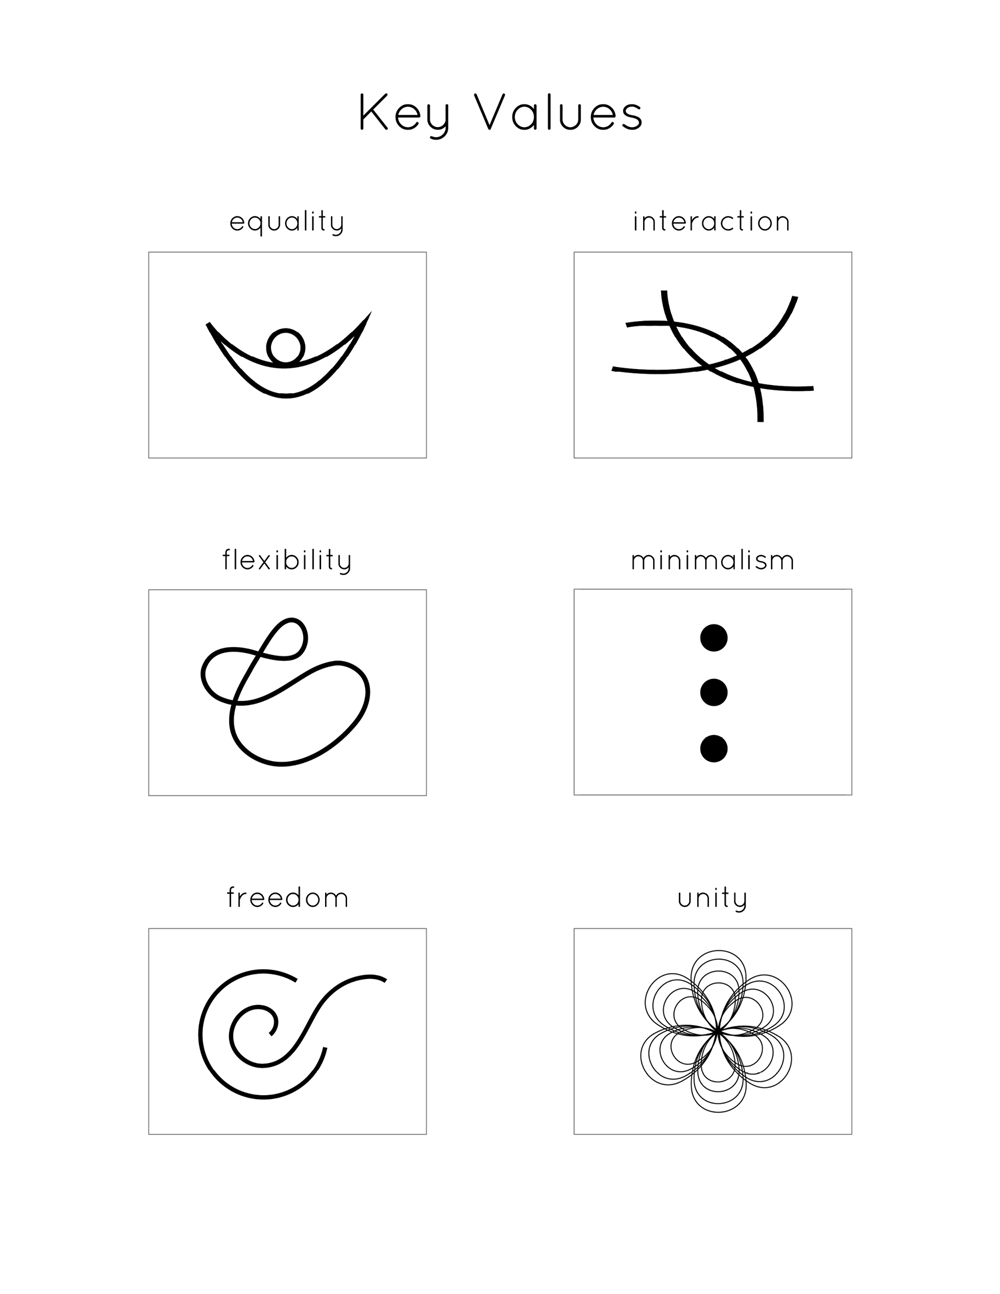 Key Values
equality
interaction
flexibility
minimalism
freedom
unity